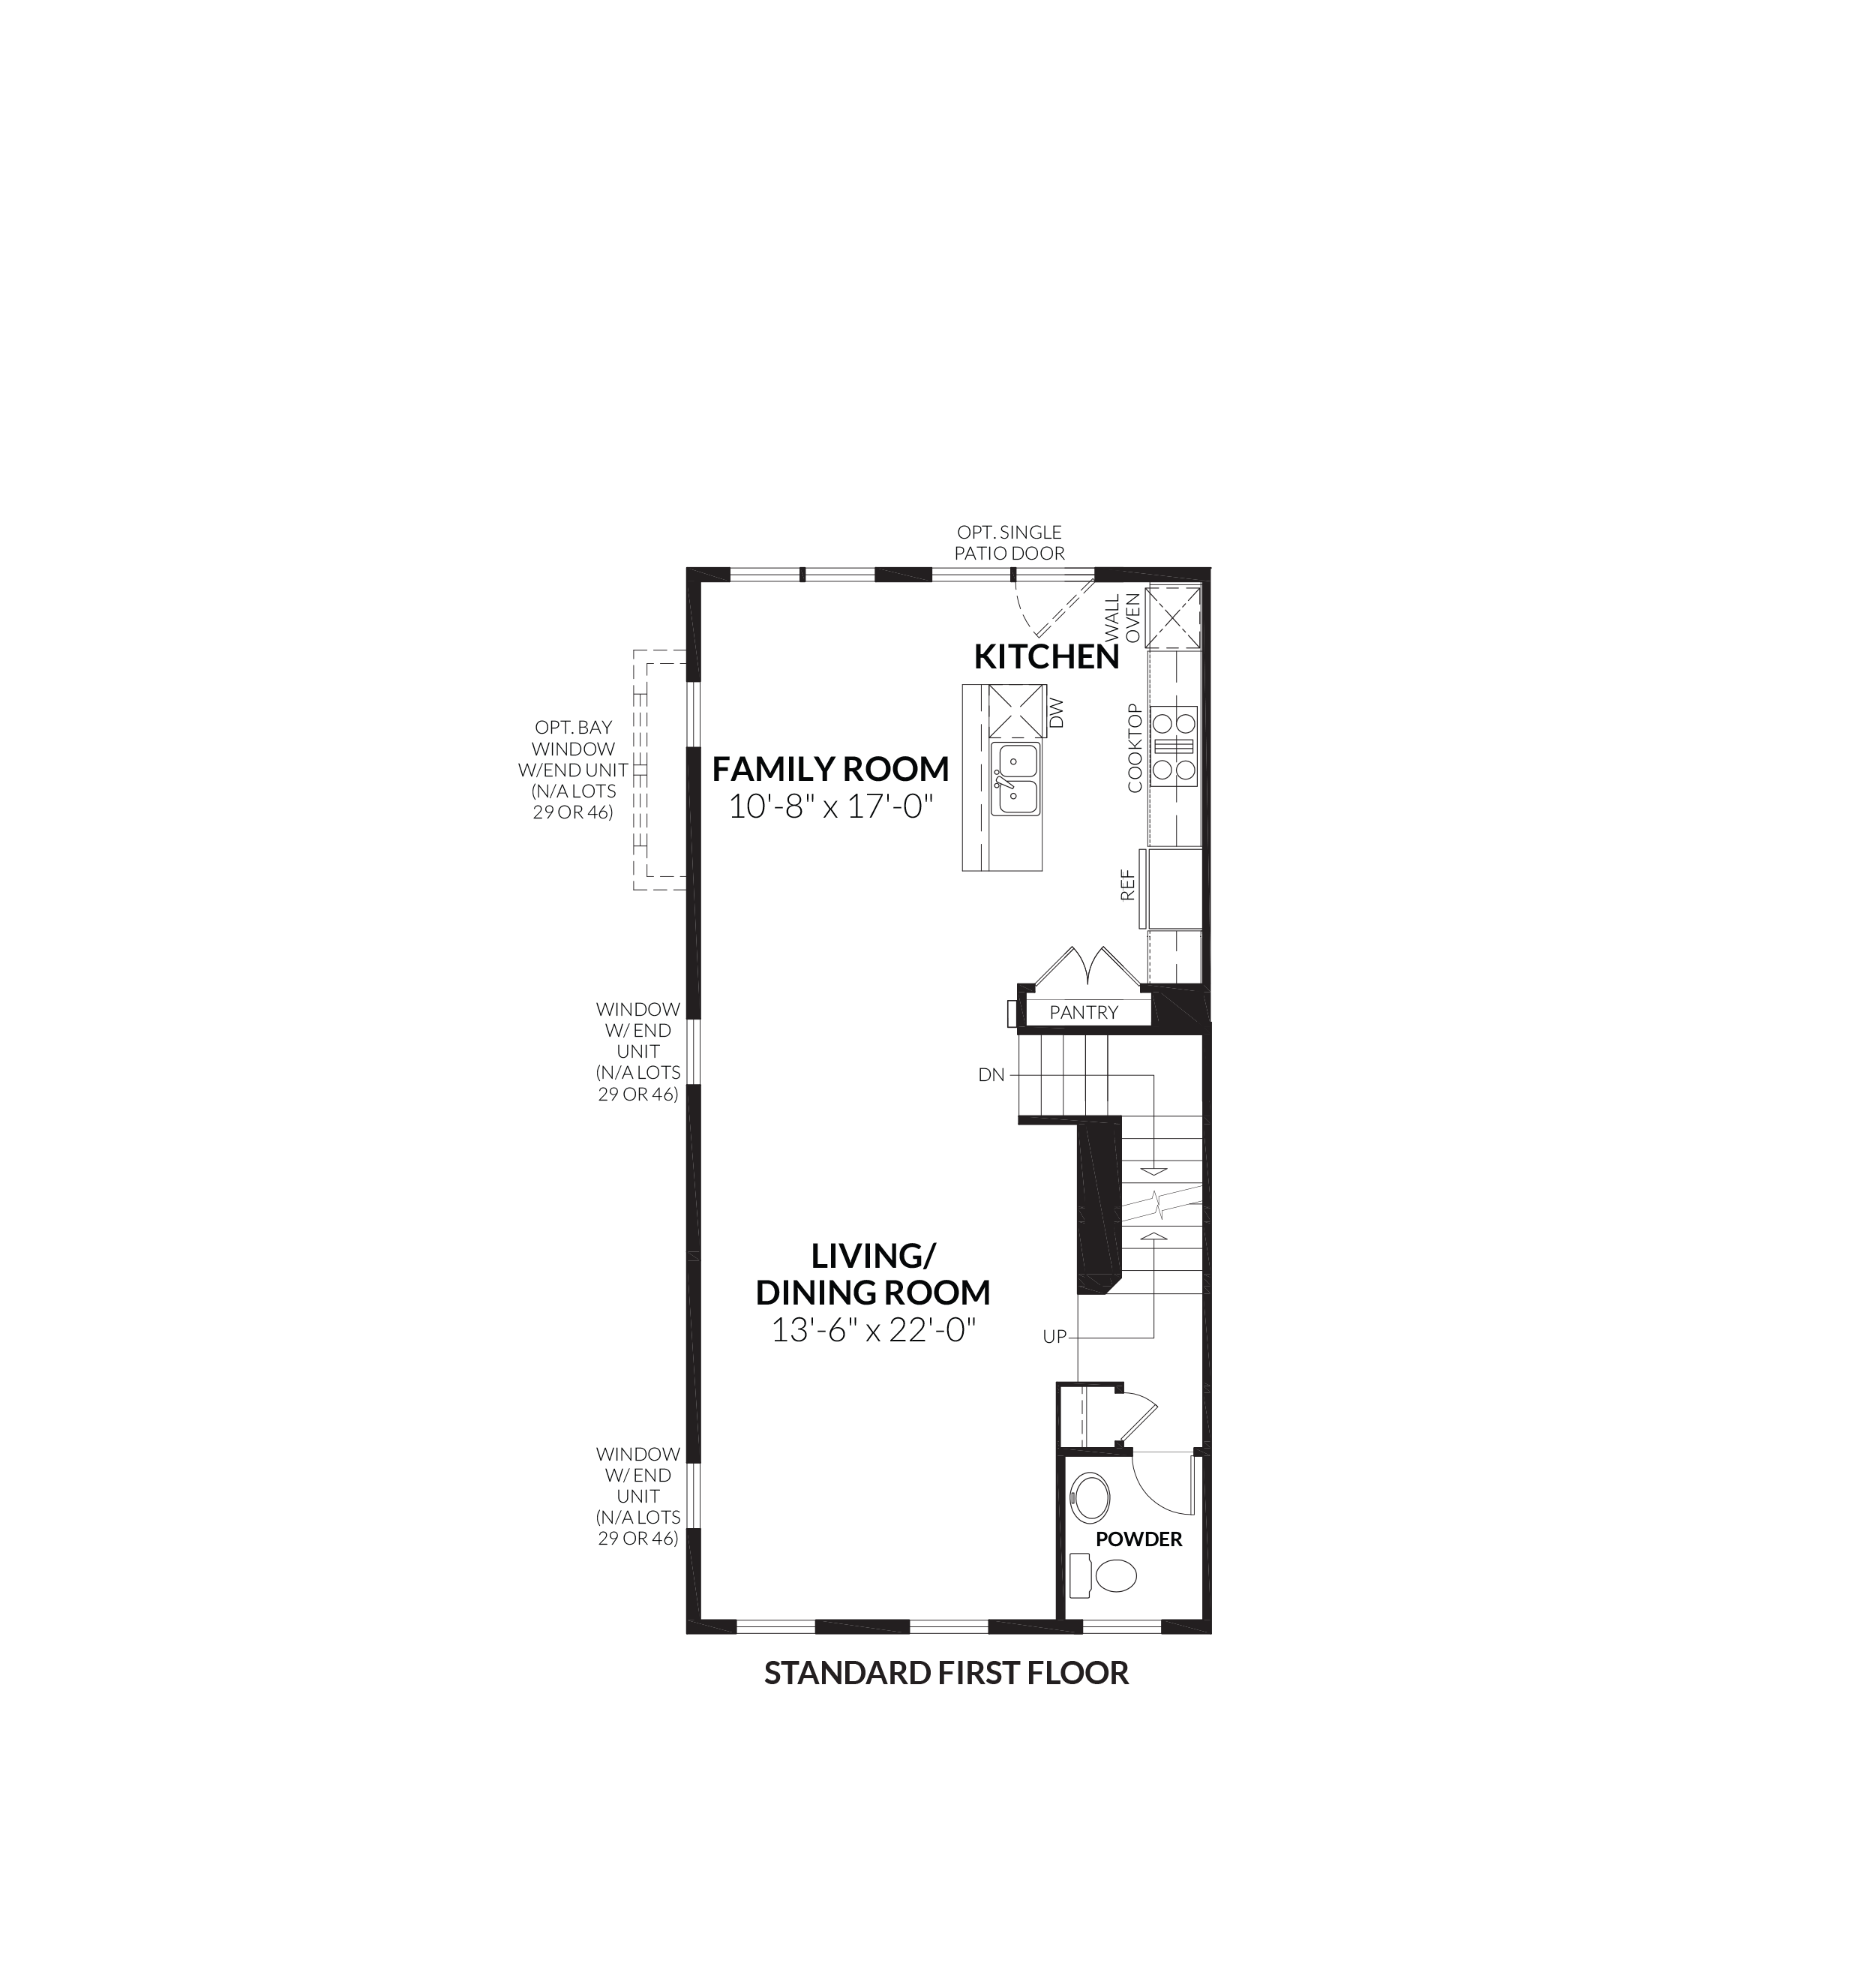 OPT. SINGLE
PATIO DOOR
WALL
OVEN
KITCHEN
DW
COOKTOP
OPT. BAY
WINDOW
W/END UNIT
(N/A LOTS
29 OR 46)
FAMILY ROOM
10'-8" x 17'-0"
REF
PANTRY
WINDOW
W/ END
UNIT
(N/A LOTS
29 OR 46)
DN
LIVING/
DINING ROOM
13'-6" x 22'-0"
UP
WINDOW
W/ END
UNIT
(N/A LOTS
29 OR 46)
POWDER
STANDARD FIRST FLOOR